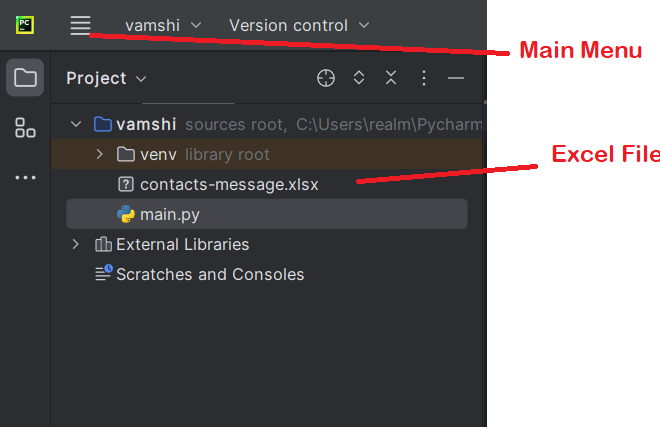 PC vamshi Version control
Main Menu
Project
vamshi sources root, C:\Users\realm\Pycharm
venv library root
Excel File
contacts-message.xlsx
main.py
External Libraries
Scratches and Consoles